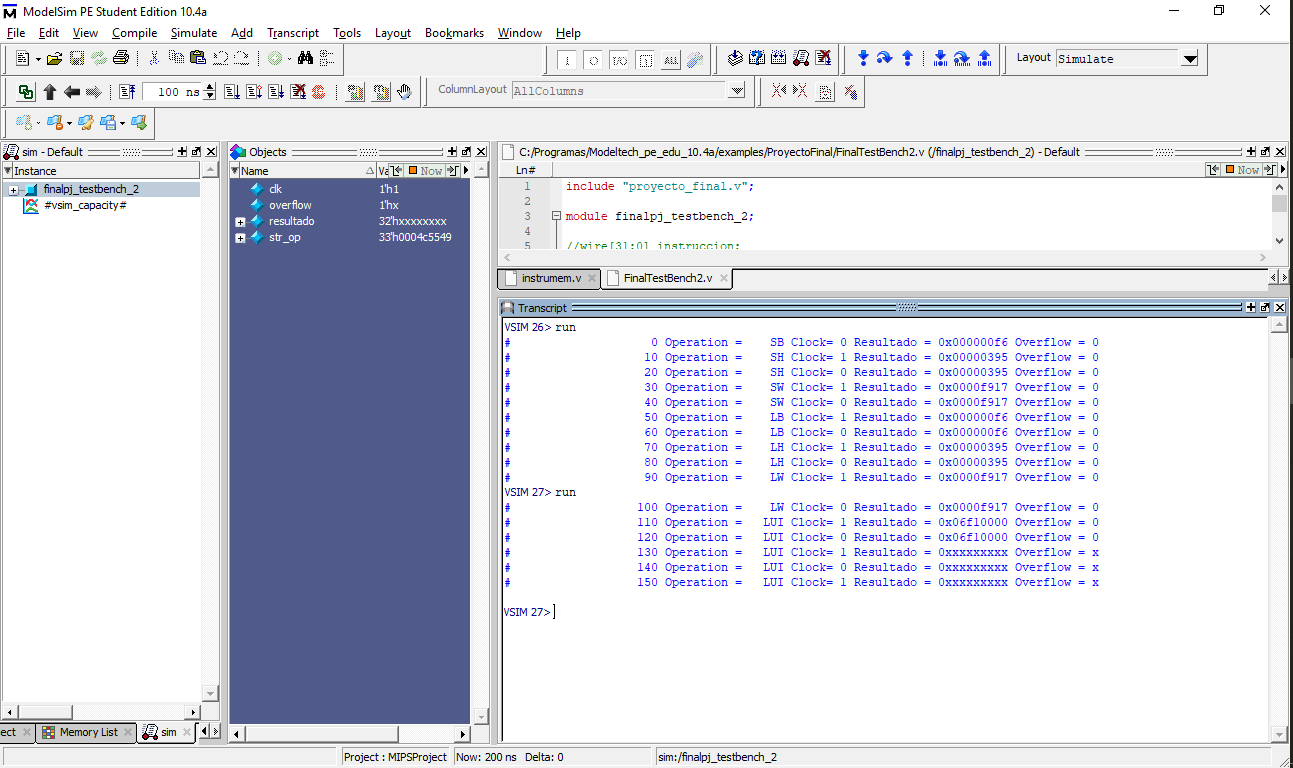 ModelSim PE Student Edition 10.4a
File Edit View Compile Simulate Add Transcript Tools Layout Bookmarks Window Help
Layout Simulate
100 ns
ColumnLayout AllColumns
sim - Default
Instance
finalpj_testbench_2
#vsim_capacity#
ect Memory List sim
Objects
Name Va Now
clk 1'h1
overflow 1'hx
resultado 32'hxxxxxxxx
str_op 33'h0004c5549
C:/Programas/Modeltech_pe_edu_10.4a/examples/ProyectoFinal/FinalTestBench2.v (/finalpj_testbench_2) - Default
Ln# Now
1 include "proyecto_final.v";
2
3 module finalpj_testbench_2;
4
5 //wire[31:0] instruccion;
instrumem.v FinalTestBench2.v
Transcript
VSIM 26> run
# 0 Operation = SB Clock= 0 Resultado = 0x000000f6 Overflow = 0
# 10 Operation = SH Clock= 1 Resultado = 0x00000395 Overflow = 0
# 20 Operation = SH Clock= 0 Resultado = 0x00000395 Overflow = 0
# 30 Operation = SW Clock= 1 Resultado = 0x0000f917 Overflow = 0
# 40 Operation = SW Clock= 0 Resultado = 0x0000f917 Overflow = 0
# 50 Operation = LB Clock= 1 Resultado = 0x000000f6 Overflow = 0
# 60 Operation = LB Clock= 0 Resultado = 0x000000f6 Overflow = 0
# 70 Operation = LH Clock= 1 Resultado = 0x00000395 Overflow = 0
# 80 Operation = LH Clock= 0 Resultado = 0x00000395 Overflow = 0
# 90 Operation = LW Clock= 1 Resultado = 0x0000f917 Overflow = 0
VSIM 27> run
# 100 Operation = LW Clock= 0 Resultado = 0x0000f917 Overflow = 0
# 110 Operation = LUI Clock= 1 Resultado = 0x06f10000 Overflow = 0
# 120 Operation = LUI Clock= 0 Resultado = 0x06f10000 Overflow = 0
# 130 Operation = LUI Clock= 1 Resultado = 0xxxxxxxxx Overflow = x
# 140 Operation = LUI Clock= 0 Resultado = 0xxxxxxxxx Overflow = x
# 150 Operation = LUI Clock= 1 Resultado = 0xxxxxxxxx Overflow = x
VSIM 27>
Project : MIPSProject Now: 200 ns Delta: 0 sim:/finalpj_testbench_2